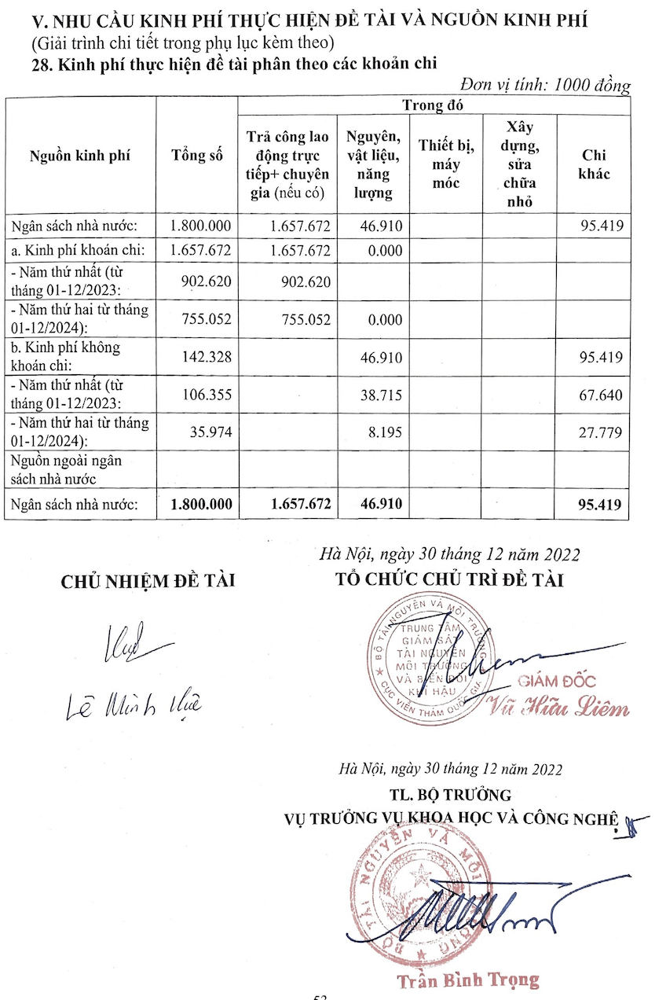 V. NHU CẦU KINH PHÍ THỰC HIỆN ĐỀ TÀI VÀ NGUỒN KINH PHÍ
(Giải trình chi tiết trong phụ lục kèm theo)
28. Kinh phí thực hiện đề tài phân theo các khoản chi
Đơn vị tính: 1000 đồng
Nguồn kinh phí
Tổng số
Trong đó
Trả công lao
động trực
tiếp+ chuyên
gia (nếu có)
Nguyên,
vật liệu,
năng
lượng
Thiết bị,
máy
móc
Xây
dựng,
sửa
chữa
nhỏ
Chi
khác
Ngân sách nhà nước: 1.800.000 1.657.672 46.910 95.419
a. Kinh phí khoán chi: 1.657.672 1.657.672 0.000
- Năm thứ nhất (từ
tháng 01-12/2023: 902.620 902.620
- Năm thứ hai từ tháng
01-12/2024): 755.052 755.052 0.000
b. Kinh phí không
khoán chi: 142.328 46.910 95.419
- Năm thứ nhất (từ
tháng 01-12/2023: 106.355 38.715 67.640
- Năm thứ hai từ tháng
01-12/2024): 35.974 8.195 27.779
Nguồn ngoài ngân
sách nhà nước
Ngân sách nhà nước: 1.800.000 1.657.672 46.910 95.419
Hà Nội, ngày 30 tháng 12 năm 2022
CHỦ NHIỆM ĐỀ TÀI
TỔ CHỨC CHỦ TRÌ ĐỀ TÀI
BỘ TÀI NGUYÊN VÀ MÔI TRƯỜNG
TRUNG TÂM
GIÁM SÁT
TÀI NGUYÊN
MÔI TRƯỜNG
VÀ BIẾN ĐỔI
KHÍ HẬU
CỤC VIỄN THÁM QUỐC GIA
GIÁM ĐỐC
Vũ Hữu Liêm
Lê Minh Huệ
Hà Nội, ngày 30 tháng 12 năm 2022
TL. BỘ TRƯỞNG
VỤ TRƯỞNG VỤ KHOA HỌC VÀ CÔNG NGHỆ
BỘ TÀI NGUYÊN VÀ MÔI TRƯỜNG
Trần Bình Trọng